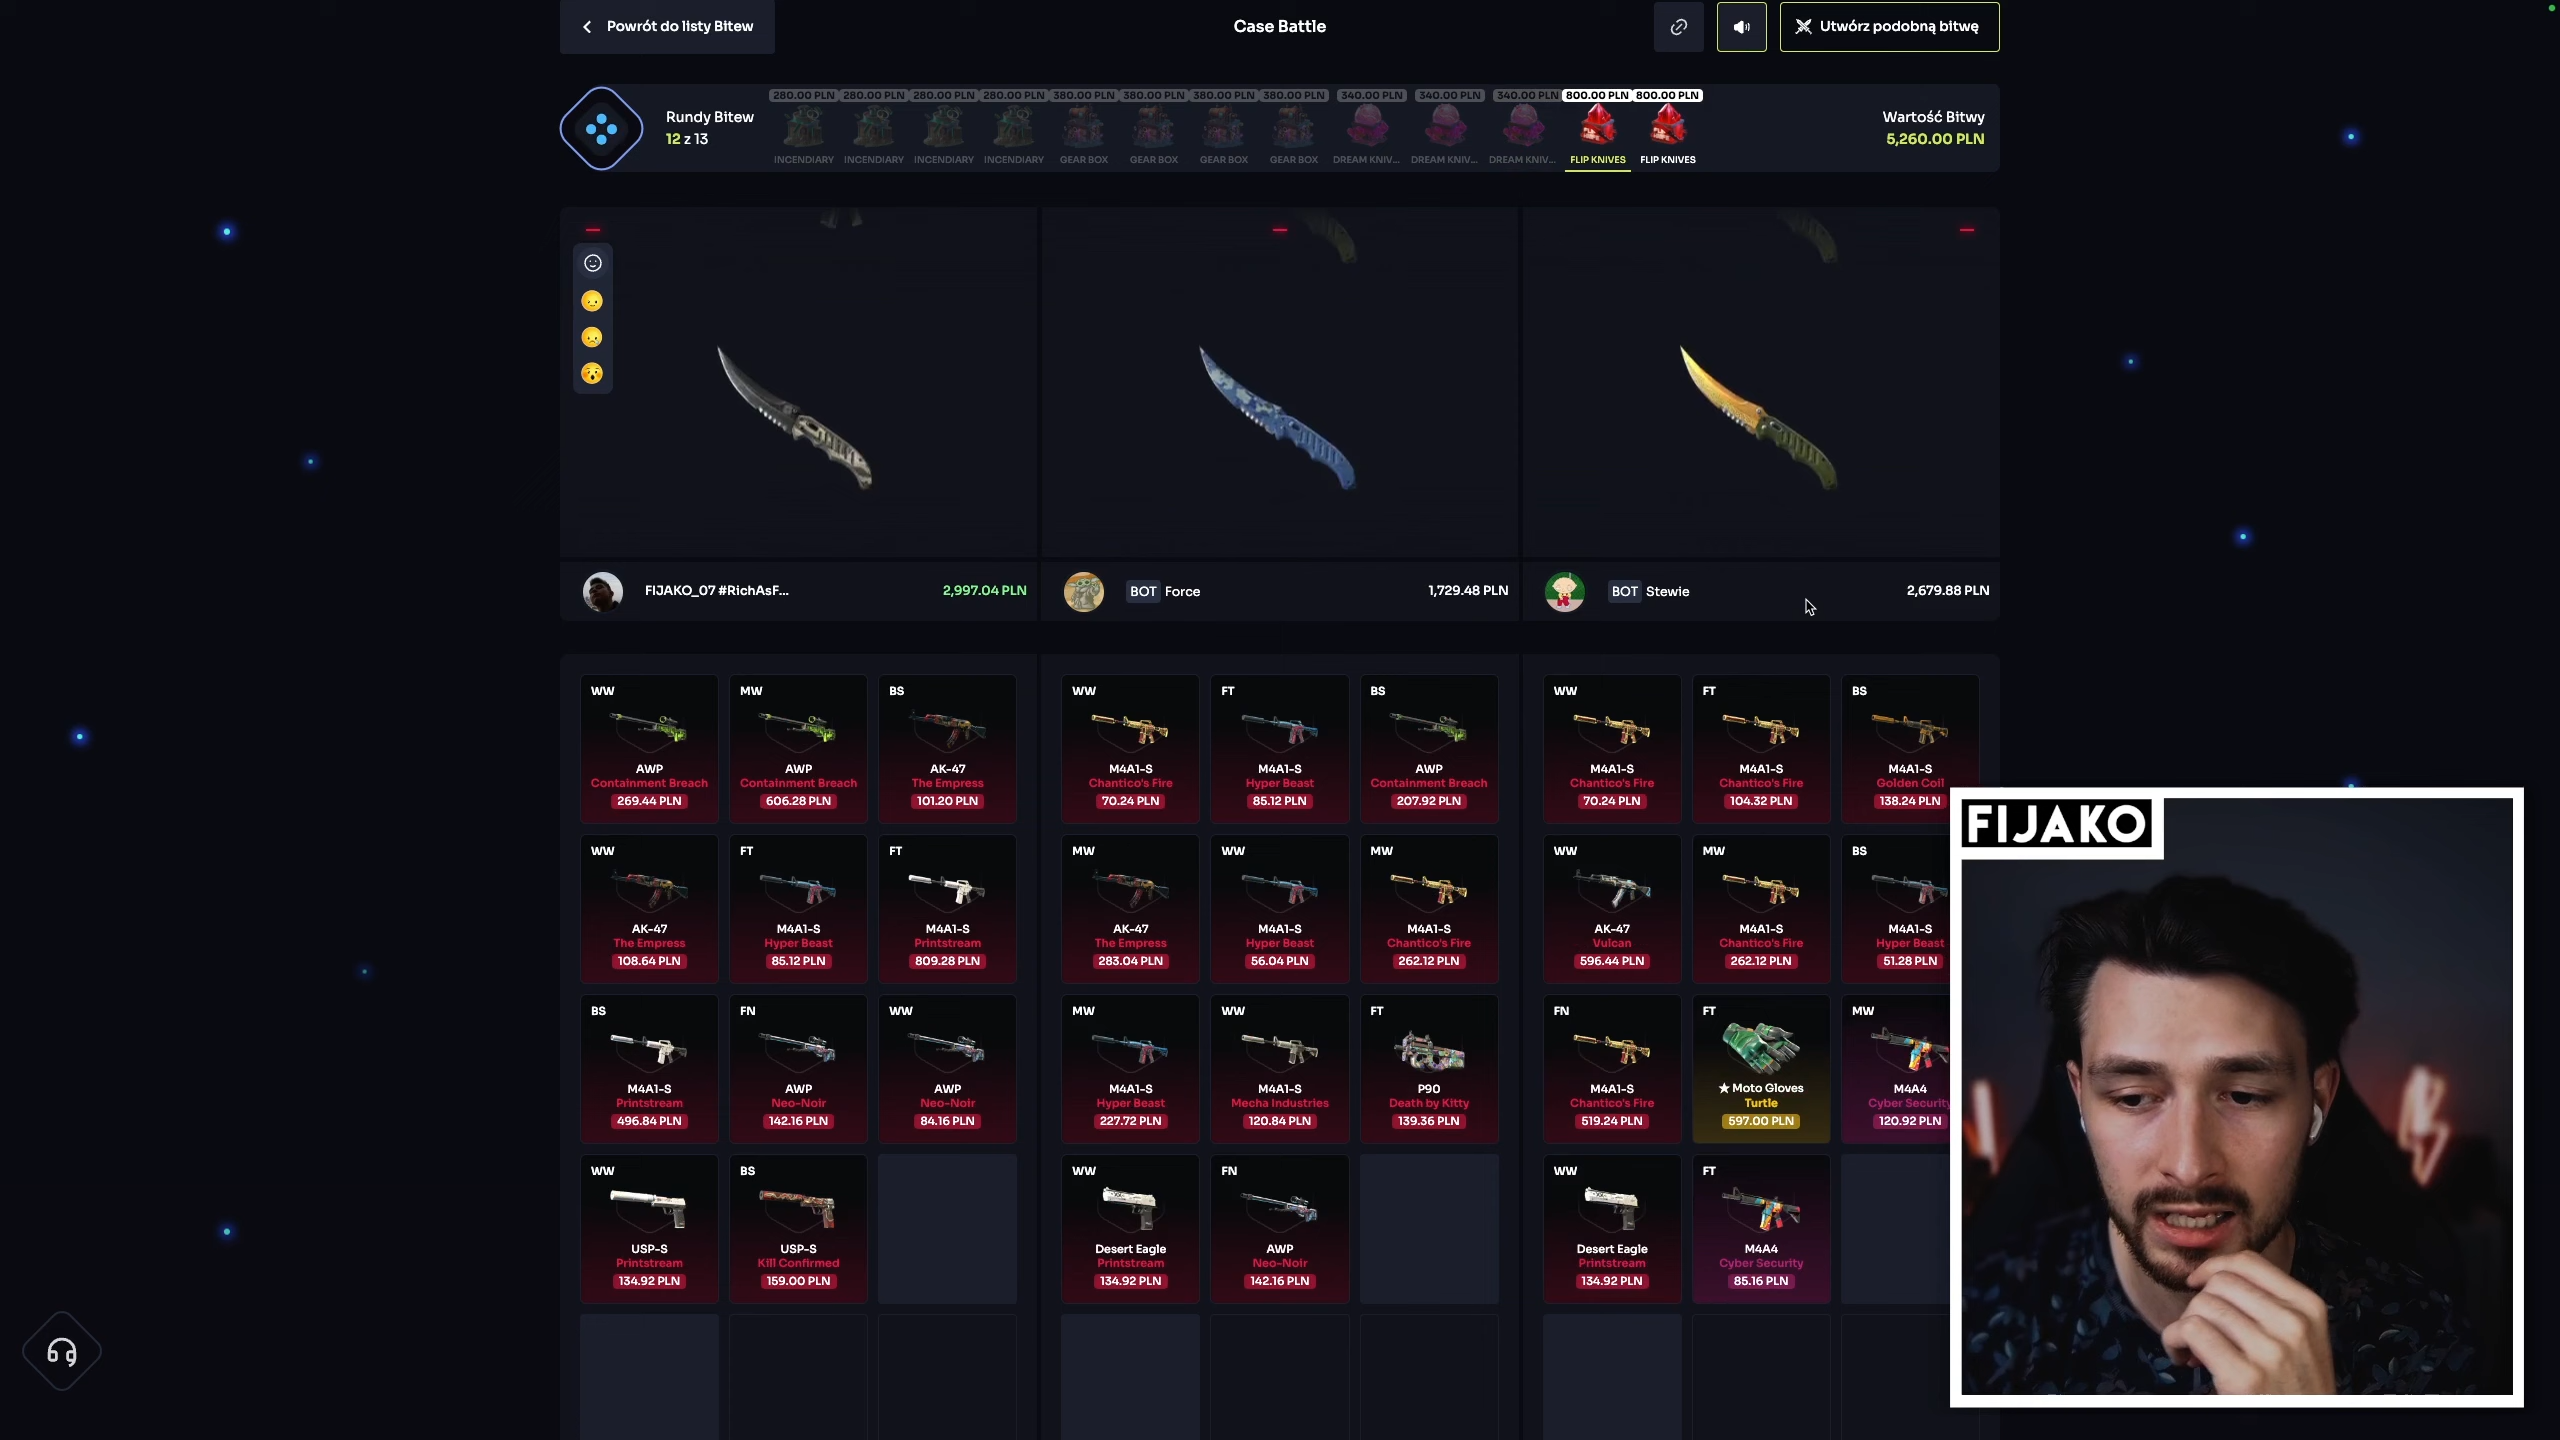 Powrót do listy Bitew
Case Battle
Utwórz podobną bitwę
Rundy Bitew
12 z 13
280.00 PLN 280.00 PLN 280.00 PLN 280.00 PLN 380.00 PLN 380.00 PLN 380.00 PLN 380.00 PLN 340.00 PLN 340.00 PLN 340.00 PLN 800.00 PLN 800.00 PLN
INCENDIARY INCENDIARY INCENDIARY INCENDIARY GEAR BOX GEAR BOX GEAR BOX GEAR BOX DREAM KNIV... DREAM KNIV... DREAM KNIV... FLIP KNIVES FLIP KNIVES
Wartość Bitwy
5,260.00 PLN
FIJAKO_07 #RichAsF... 2,997.04 PLN
BOT Force 1,729.48 PLN
BOT Stewie 2,679.88 PLN
WW MW BS
AWP AWP AK-47
Containment Breach Containment Breach The Empress
269.44 PLN 606.28 PLN 101.20 PLN
WW FT FT
AK-47 M4A1-S M4A1-S
The Empress Hyper Beast Printstream
108.64 PLN 85.12 PLN 809.28 PLN
BS FN WW
M4A1-S AWP AWP
Printstream Neo-Noir Neo-Noir
496.84 PLN 142.16 PLN 84.16 PLN
WW BS
USP-S USP-S
Printstream Kill Confirmed
134.92 PLN 159.00 PLN
WW FT BS
M4A1-S M4A1-S AWP
Chantico's Fire Hyper Beast Containment Breach
70.24 PLN 85.12 PLN 207.92 PLN
MW WW MW
AK-47 M4A1-S M4A1-S
The Empress Hyper Beast Chantico's Fire
283.04 PLN 56.04 PLN 262.12 PLN
MW WW FT
M4A1-S M4A1-S P90
Hyper Beast Mecha Industries Death by Kitty
227.72 PLN 120.84 PLN 139.36 PLN
WW FN
Desert Eagle AWP
Printstream Neo-Noir
134.92 PLN 142.16 PLN
WW FT BS
M4A1-S M4A1-S M4A1-S
Chantico's Fire Chantico's Fire Golden Coil
70.24 PLN 104.32 PLN 138.24 PLN
WW MW BS
AK-47 M4A1-S M4A1-S
Vulcan Chantico's Fire Hyper Beast
596.44 PLN 262.12 PLN 51.28 PLN
FN FT MW
M4A1-S ★ Moto Gloves M4A4
Chantico's Fire Turtle Cyber Security
519.24 PLN 597.00 PLN 120.92 PLN
WW FT
Desert Eagle M4A4
Printstream Cyber Security
134.92 PLN 85.16 PLN
FIJAKO